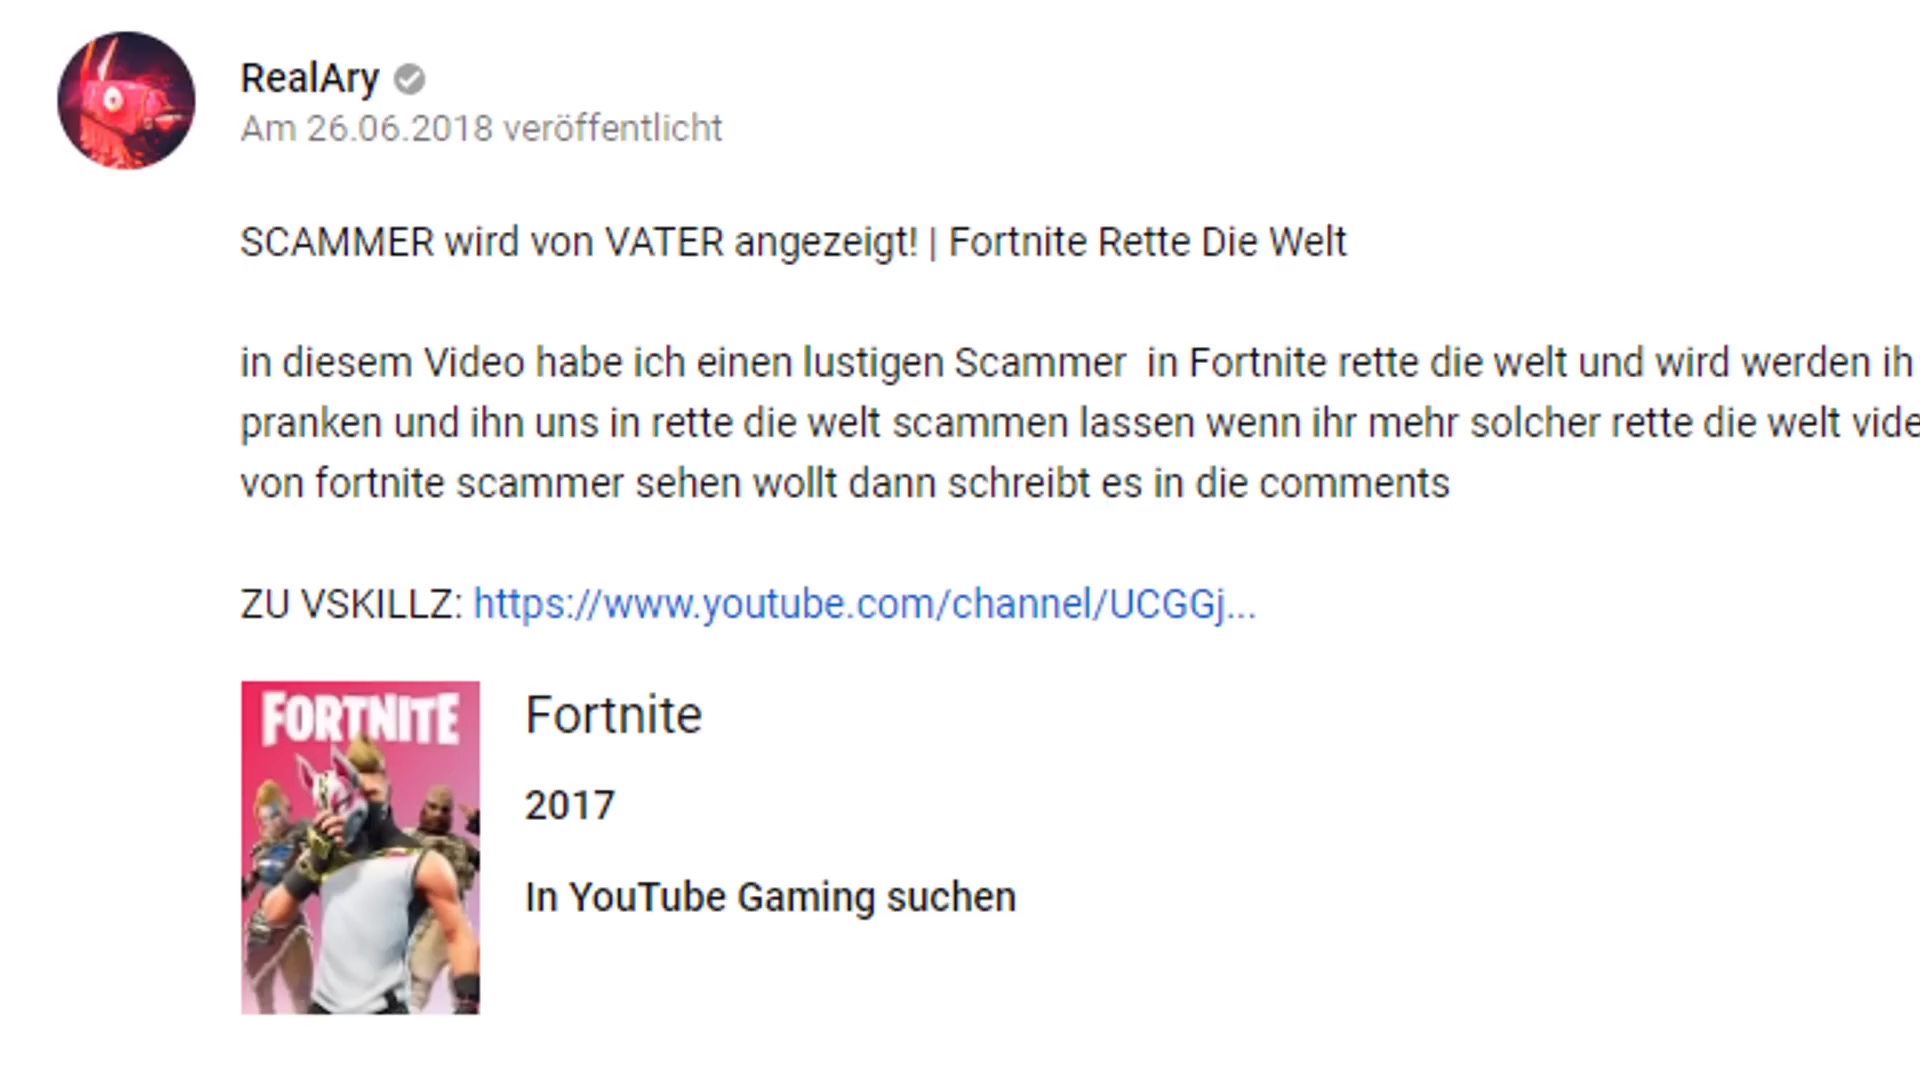 RealAry
Am 26.06.2018 veröffentlicht
SCAMMER wird von VATER angezeigt! | Fortnite Rette Die Welt
in diesem Video habe ich einen lustigen Scammer  in Fortnite rette die welt und wird werden ih
pranken und ihn uns in rette die welt scammen lassen wenn ihr mehr solcher rette die welt vide
von fortnite scammer sehen wollt dann schreibt es in die comments
ZU VSKILLZ: https://www.youtube.com/channel/UCGGj...
FORTNITE
Fortnite
2017
In YouTube Gaming suchen